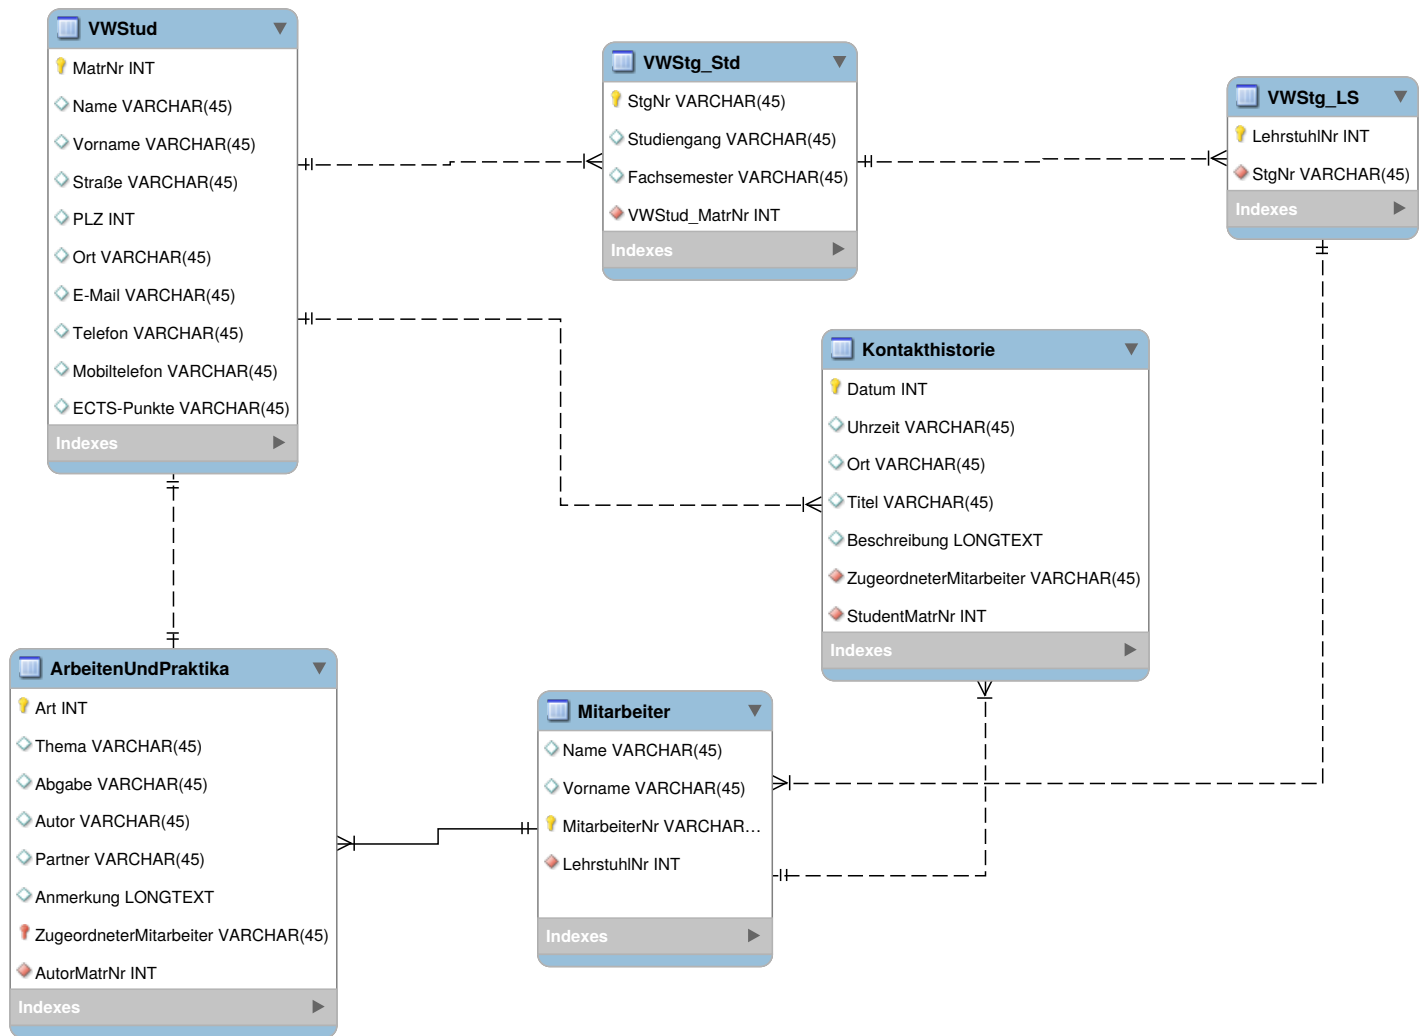 VWStud
MatrNr INT
Name VARCHAR(45)
Vorname VARCHAR(45)
Straße VARCHAR(45)
PLZ INT
Ort VARCHAR(45)
E-Mail VARCHAR(45)
Telefon VARCHAR(45)
Mobiltelefon VARCHAR(45)
ECTS-Punkte VARCHAR(45)
Indexes
VWStg_Std
StgNr VARCHAR(45)
Studiengang VARCHAR(45)
Fachsemester VARCHAR(45)
VWStud_MatrNr INT
Indexes
VWStg_LS
LehrstuhlNr INT
StgNr VARCHAR(45)
Indexes
Kontakthistorie
Datum INT
Uhrzeit VARCHAR(45)
Ort VARCHAR(45)
Titel VARCHAR(45)
Beschreibung LONGTEXT
ZugeordneterMitarbeiter VARCHAR(45)
StudentMatrNr INT
Indexes
ArbeitenUndPraktika
Art INT
Thema VARCHAR(45)
Abgabe VARCHAR(45)
Autor VARCHAR(45)
Partner VARCHAR(45)
Anmerkung LONGTEXT
ZugeordneterMitarbeiter VARCHAR(45)
AutorMatrNr INT
Indexes
Mitarbeiter
Name VARCHAR(45)
Vorname VARCHAR(45)
MitarbeiterNr VARCHAR...
LehrstuhlNr INT
Indexes